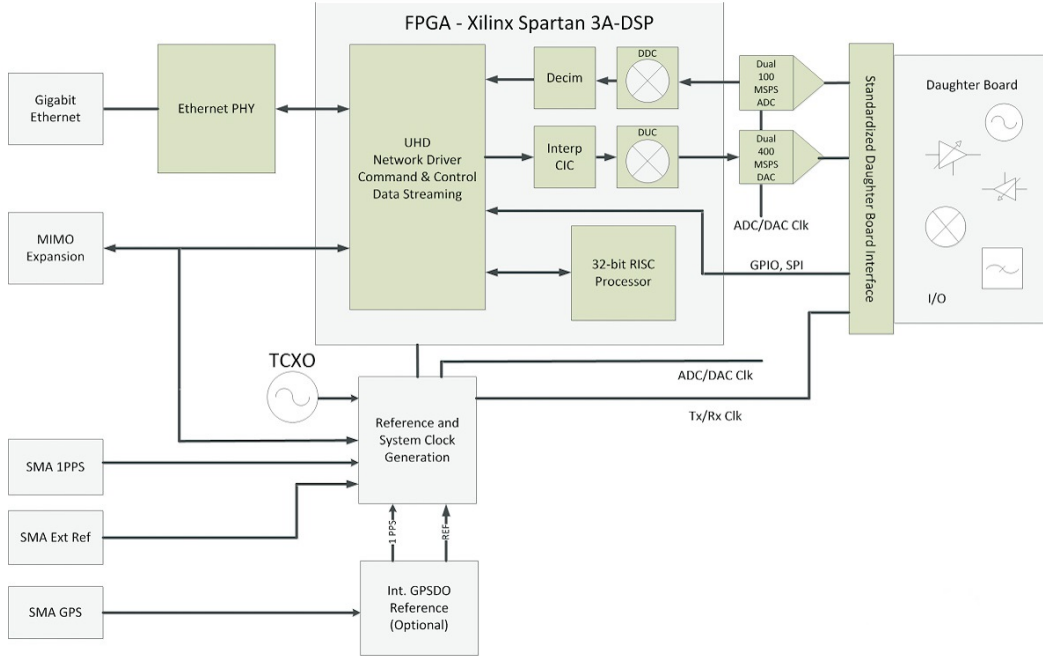 FPGA - Xilinx Spartan 3A-DSP
Gigabit
Ethernet
Ethernet PHY
UHD
Network Driver
Command & Control
Data Streaming
Decim
DDC
Dual
100
MSPS
ADC
Interp
CIC
DUC
Dual
400
MSPS
DAC
ADC/DAC Clk
Standardized Daughter Board Interface
Daughter Board
I/O
MIMO
Expansion
32-bit RISC
Processor
GPIO, SPI
TCXO
ADC/DAC Clk
Tx/Rx Clk
Reference and
System Clock
Generation
SMA 1PPS
SMA Ext Ref
1 PPS
REF
SMA GPS
Int. GPSDO
Reference
(Optional)